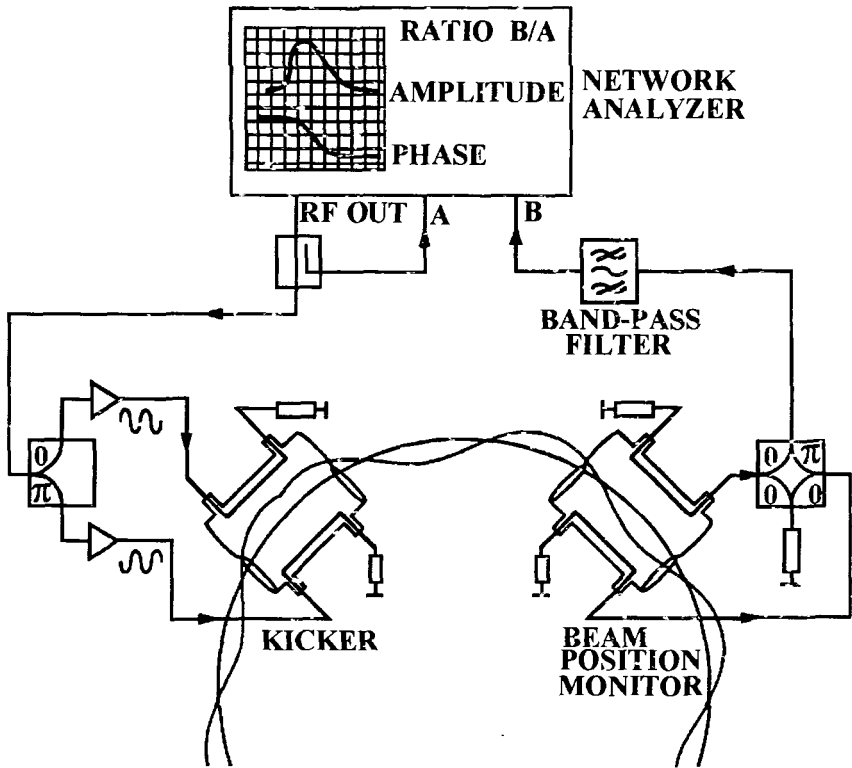 RATIO B/A
AMPLITUDE
PHASE
NETWORK
ANALYZER
RF OUT
A
B
BAND-PASS
FILTER
0
π
0
π
0
0
KICKER
BEAM
POSITION
MONITOR